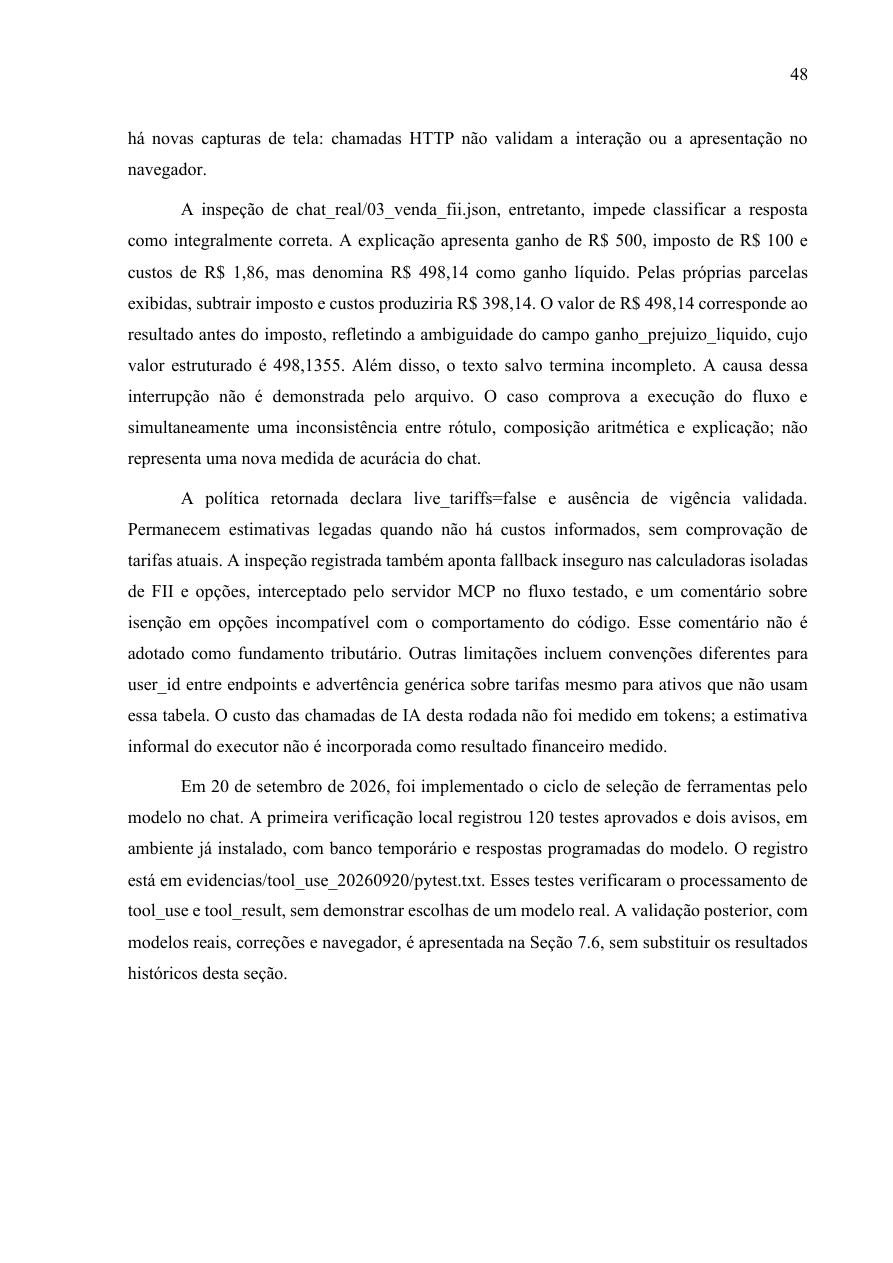 48
há novas capturas de tela: chamadas HTTP não validam a interação ou a apresentação no
navegador.
A inspeção de chat_real/03_venda_fii.json, entretanto, impede classificar a resposta
como integralmente correta. A explicação apresenta ganho de R$ 500, imposto de R$ 100 e
custos de R$ 1,86, mas denomina R$ 498,14 como ganho líquido. Pelas próprias parcelas
exibidas, subtrair imposto e custos produziria R$ 398,14. O valor de R$ 498,14 corresponde ao
resultado antes do imposto, refletindo a ambiguidade do campo ganho_prejuizo_liquido, cujo
valor estruturado é 498,1355. Além disso, o texto salvo termina incompleto. A causa dessa
interrupção não é demonstrada pelo arquivo. O caso comprova a execução do fluxo e
simultaneamente uma inconsistência entre rótulo, composição aritmética e explicação; não
representa uma nova medida de acurácia do chat.
A política retornada declara live_tariffs=false e ausência de vigência validada.
Permanecem estimativas legadas quando não há custos informados, sem comprovação de
tarifas atuais. A inspeção registrada também aponta fallback inseguro nas calculadoras isoladas
de FII e opções, interceptado pelo servidor MCP no fluxo testado, e um comentário sobre
isenção em opções incompatível com o comportamento do código. Esse comentário não é
adotado como fundamento tributário. Outras limitações incluem convenções diferentes para
user_id entre endpoints e advertência genérica sobre tarifas mesmo para ativos que não usam
essa tabela. O custo das chamadas de IA desta rodada não foi medido em tokens; a estimativa
informal do executor não é incorporada como resultado financeiro medido.
Em 20 de setembro de 2026, foi implementado o ciclo de seleção de ferramentas pelo
modelo no chat. A primeira verificação local registrou 120 testes aprovados e dois avisos, em
ambiente já instalado, com banco temporário e respostas programadas do modelo. O registro
está em evidencias/tool_use_20260920/pytest.txt. Esses testes verificaram o processamento de
tool_use e tool_result, sem demonstrar escolhas de um modelo real. A validação posterior, com
modelos reais, correções e navegador, é apresentada na Seção 7.6, sem substituir os resultados
históricos desta seção.